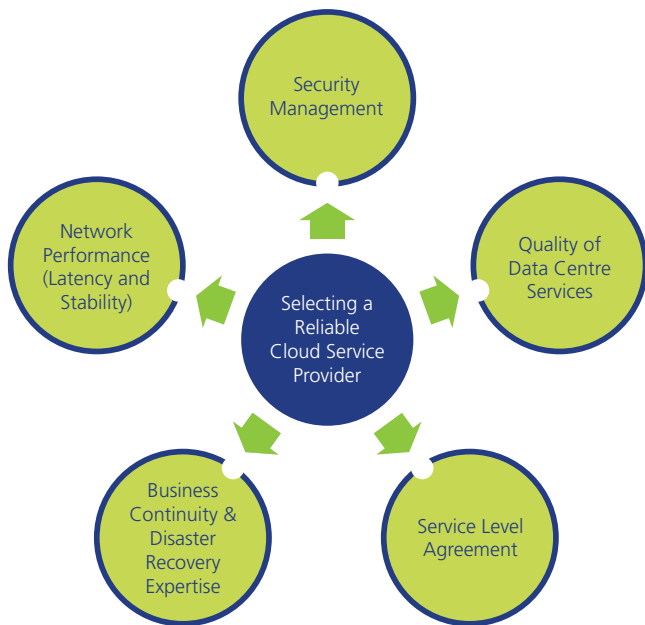 Security
Management
Network
Performance
(Latency and
Stability)
Quality of
Data Centre
Services
Selecting a
Reliable
Cloud Service
Provider
Business
Continuity &
Disaster
Recovery
Expertise
Service Level
Agreement